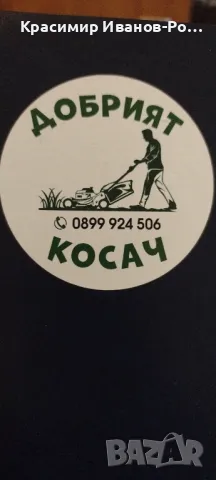 Красимир Иванов-Ро...
ДОБРИЯТ
0899 924 506
КОСАЧ
bazar